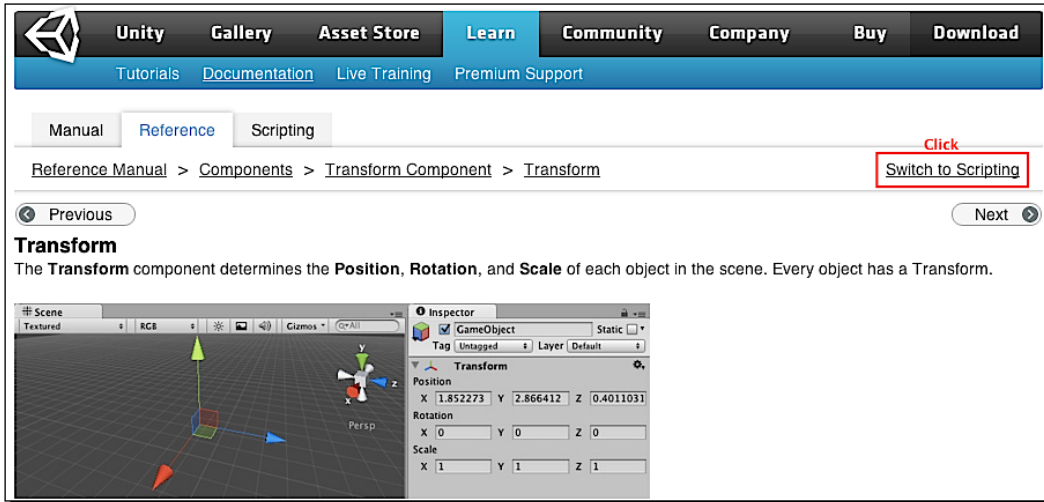 Unity Gallery Asset Store Learn Community Company Buy Download
Tutorials Documentation Live Training Premium Support
Manual Reference Scripting
Click
Reference Manual > Components > Transform Component > Transform Switch to Scripting
Previous Next
Transform
The Transform component determines the Position, Rotation, and Scale of each object in the scene. Every object has a Transform.
Scene Inspector
Textured RGB Gizmos All GameObject Static
Tag Untagged Layer Default
y Transform
z Position
x X 1.852273 Y 2.866412 Z 0.4011031
Persp Rotation
X 0 Y 0 Z 0
Scale
X 1 Y 1 Z 1